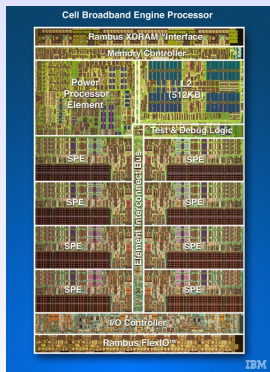 Cell Broadband Engine Processor
Rambus XDRAM™ Interface
Memory Controller
Power
Processor
Element
L2
(512KB)
Test & Debug Logic
SPE
SPE
SPE
SPE
Element Interconnect Bus
SPE
SPE
SPE
SPE
I/O Controller
Rambus FlexIO™
IBM